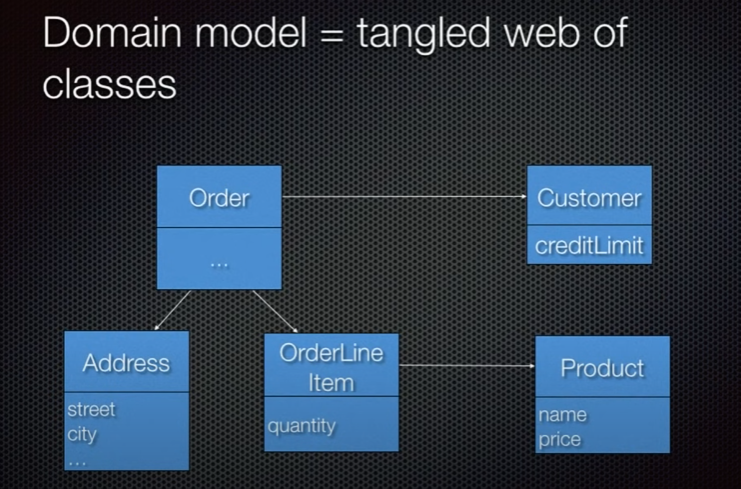 Domain model = tangled web of
classes
Order
...
Customer
creditLimit
Address
street
city
...
OrderLine
Item
quantity
Product
name
price